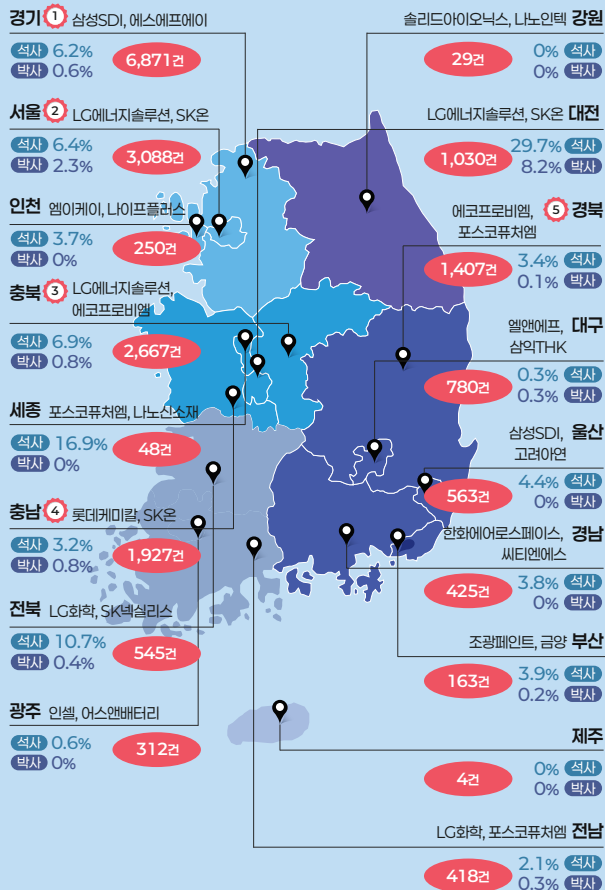 경기 1 삼성SDI, 에스에프에이
석사 6.2%
박사 0.6%
6,871건
서울 2 LG에너지솔루션, SK온
석사 6.4%
박사 2.3%
3,088건
인천 엠이케이, 나이프플러스
석사 3.7%
박사 0%
250건
충북 3 LG에너지솔루션,
에코프로비엠
석사 6.9%
박사 0.8%
2,667건
세종 포스코퓨처엠, 나노신소재
석사 16.9%
박사 0%
48건
충남 4 롯데케미칼, SK온
석사 3.2%
박사 0.8%
1,927건
전북 LG화학, SK넥실리스
석사 10.7%
박사 0.4%
545건
광주 인셀, 어스앤배터리
석사 0.6%
박사 0%
312건
솔리드아이오닉스, 나노인텍 강원
29건
0% 석사
0% 박사
LG에너지솔루션, SK온 대전
1,030건
29.7% 석사
8.2% 박사
에코프로비엠, 5 경북
포스코퓨처엠
1,407건
3.4% 석사
0.1% 박사
엘앤에프, 대구
삼익THK
780건
0.3% 석사
0.3% 박사
삼성SDI, 울산
고려아연
563건
4.4% 석사
0% 박사
한화에어로스페이스, 경남
씨티엔에스
425건
3.8% 석사
0% 박사
조광페인트, 금양 부산
163건
3.9% 석사
0.2% 박사
제주
4건
0% 석사
0% 박사
LG화학, 포스코퓨처엠 전남
418건
2.1% 석사
0.3% 박사